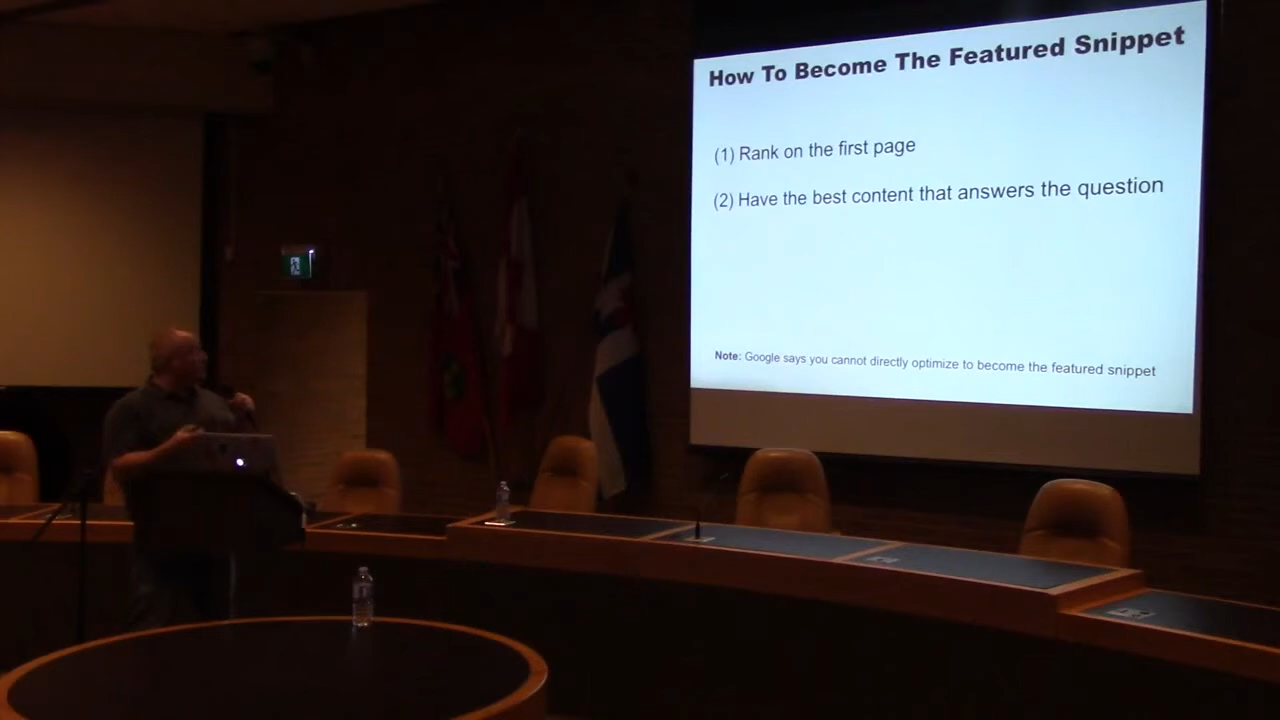 How To Become The Featured Snippet
(1) Rank on the first page
(2) Have the best content that answers the question
Note: Google says you cannot directly optimize to become the featured snippet